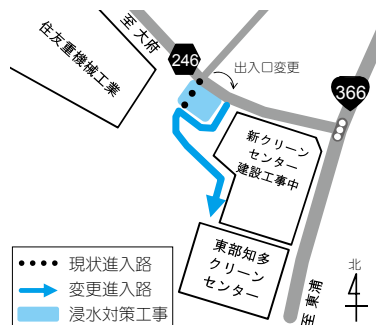 至大府
246
出入口変更
住友重機械工業
366
新クリーン
センター
建設工事中
東部知多
クリーン
センター
至東浦
北
4
現状進入路
変更進入路
浸水対策工事